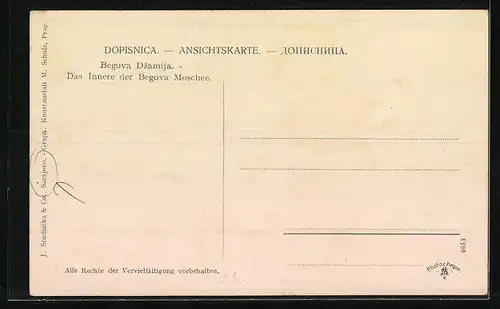 DOPISNICA. — ANSICHTSKARTE. — ДОПИСНИЦА.
Begova Džamija. -
Das Innere der Begova Moschee.
J. Studnička & Co., Sarajevo. - Graph. Kunstanstalt M. Schulz, Prag.
Alle Rechte der Vervielfältigung vorbehalten.
4653
Photochrom